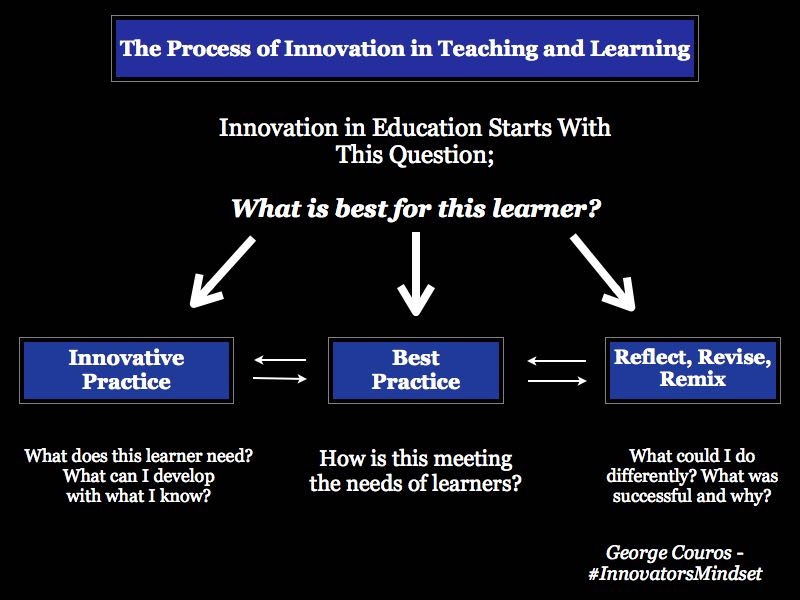 The Process of Innovation in Teaching and Learning
Innovation in Education Starts With
This Question;
What is best for this learner?
Innovative
Practice
Best
Practice
Reflect, Revise,
Remix
What does this learner need?
What can I develop
with what I know?
How is this meeting
the needs of learners?
What could I do
differently? What was
successful and why?
George Couros -
#InnovatorsMindset